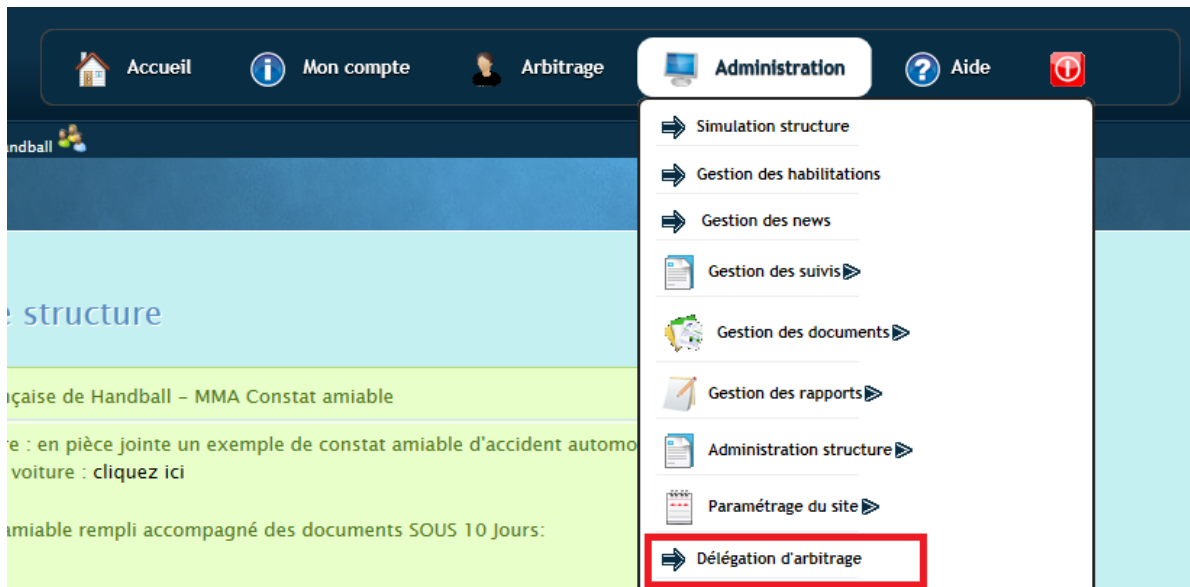 Accueil Mon compte Arbitrage Administration Aide
ndball
Simulation structure
Gestion des habilitations
Gestion des news
Gestion des suivis
Gestion des documents
Gestion des rapports
Administration structure
Paramétrage du site
Délégation d'arbitrage
structure
nçaise de Handball – MMA Constat amiable
re : en pièce jointe un exemple de constat amiable d'accident automo
voiture : cliquez ici
amiable rempli accompagné des documents SOUS 10 Jours: